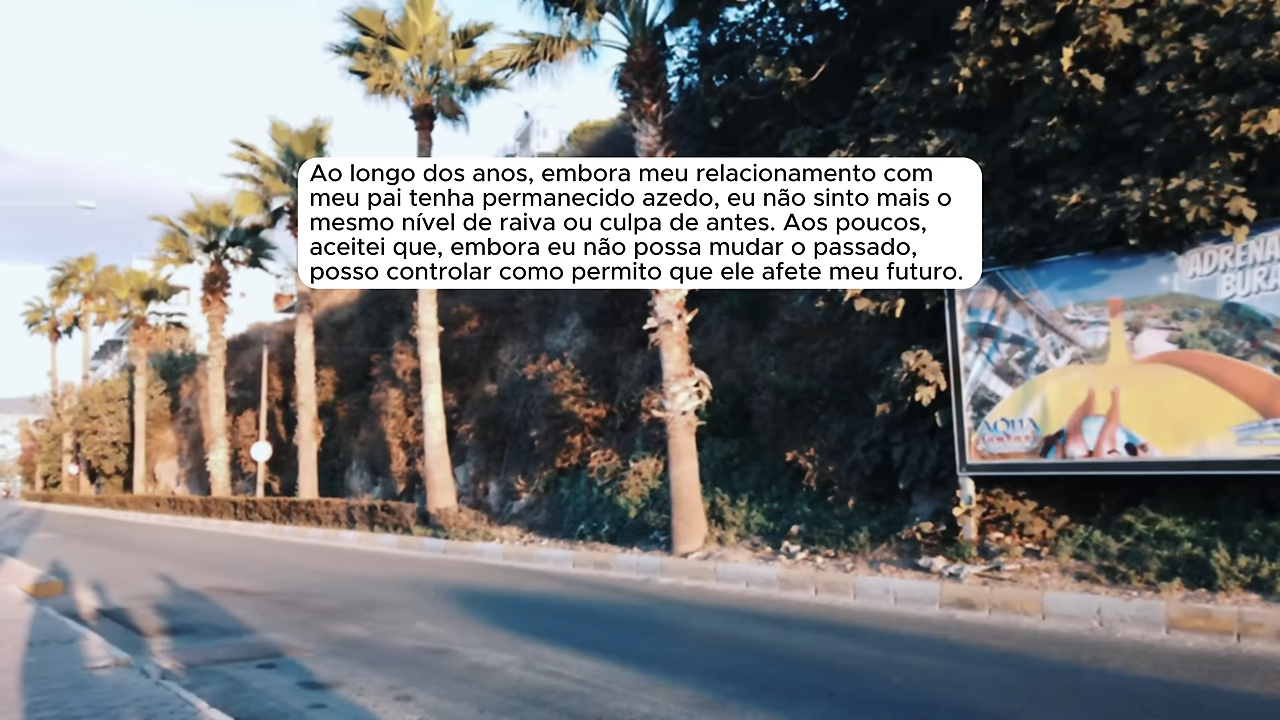 Ao longo dos anos, embora meu relacionamento com
meu pai tenha permanecido azedo, eu não sinto mais o
mesmo nível de raiva ou culpa de antes. Aos poucos,
aceitei que, embora eu não possa mudar o passado,
posso controlar como permito que ele afete meu futuro.
AQUA